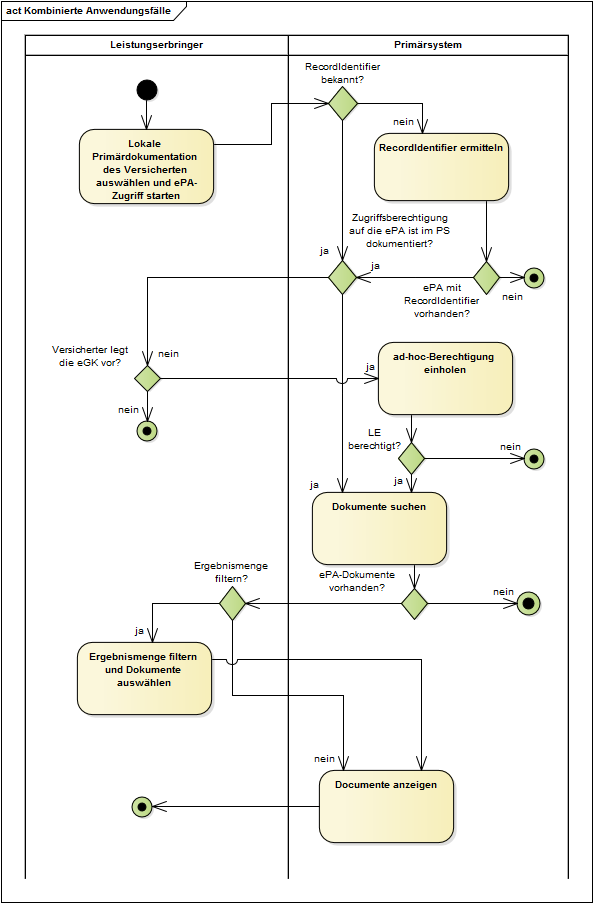 act Kombinierte Anwendungsfälle
Leistungserbringer
Primärsystem
RecordIdentifier
bekannt?
nein
Lokale
Primärdokumentation
des Versicherten
auswählen und ePA-
Zugriff starten
RecordIdentifier ermitteln
Zugriffsberechtigung
auf die ePA ist im PS
dokumentiert?
ja
ja
ePA mit
RecordIdentifier
vorhanden?
nein
Versicherter legt
die eGK vor?
nein
ja
ad-hoc-Berechtigung
einholen
nein
LE
berechtigt?
nein
ja
ja
Dokumente suchen
Ergebnismenge
filtern?
ePA-Dokumente
vorhanden?
nein
ja
Ergebnismenge filtern
und Dokumente
auswählen
nein
Documente anzeigen